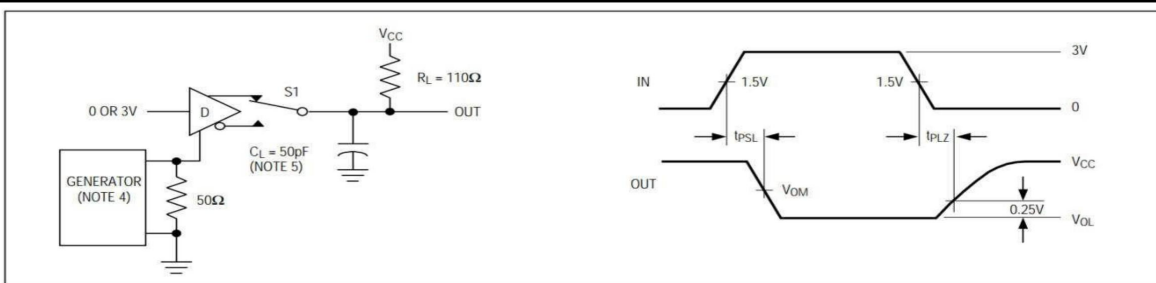 VCC
RL = 110Ω
S1
0 OR 3V
D
OUT
CL = 50pF
(NOTE 5)
GENERATOR
(NOTE 4)
50Ω
3V
IN
1.5V
1.5V
0
tPSL
tPLZ
VCC
OUT
VOM
0.25V
VOL